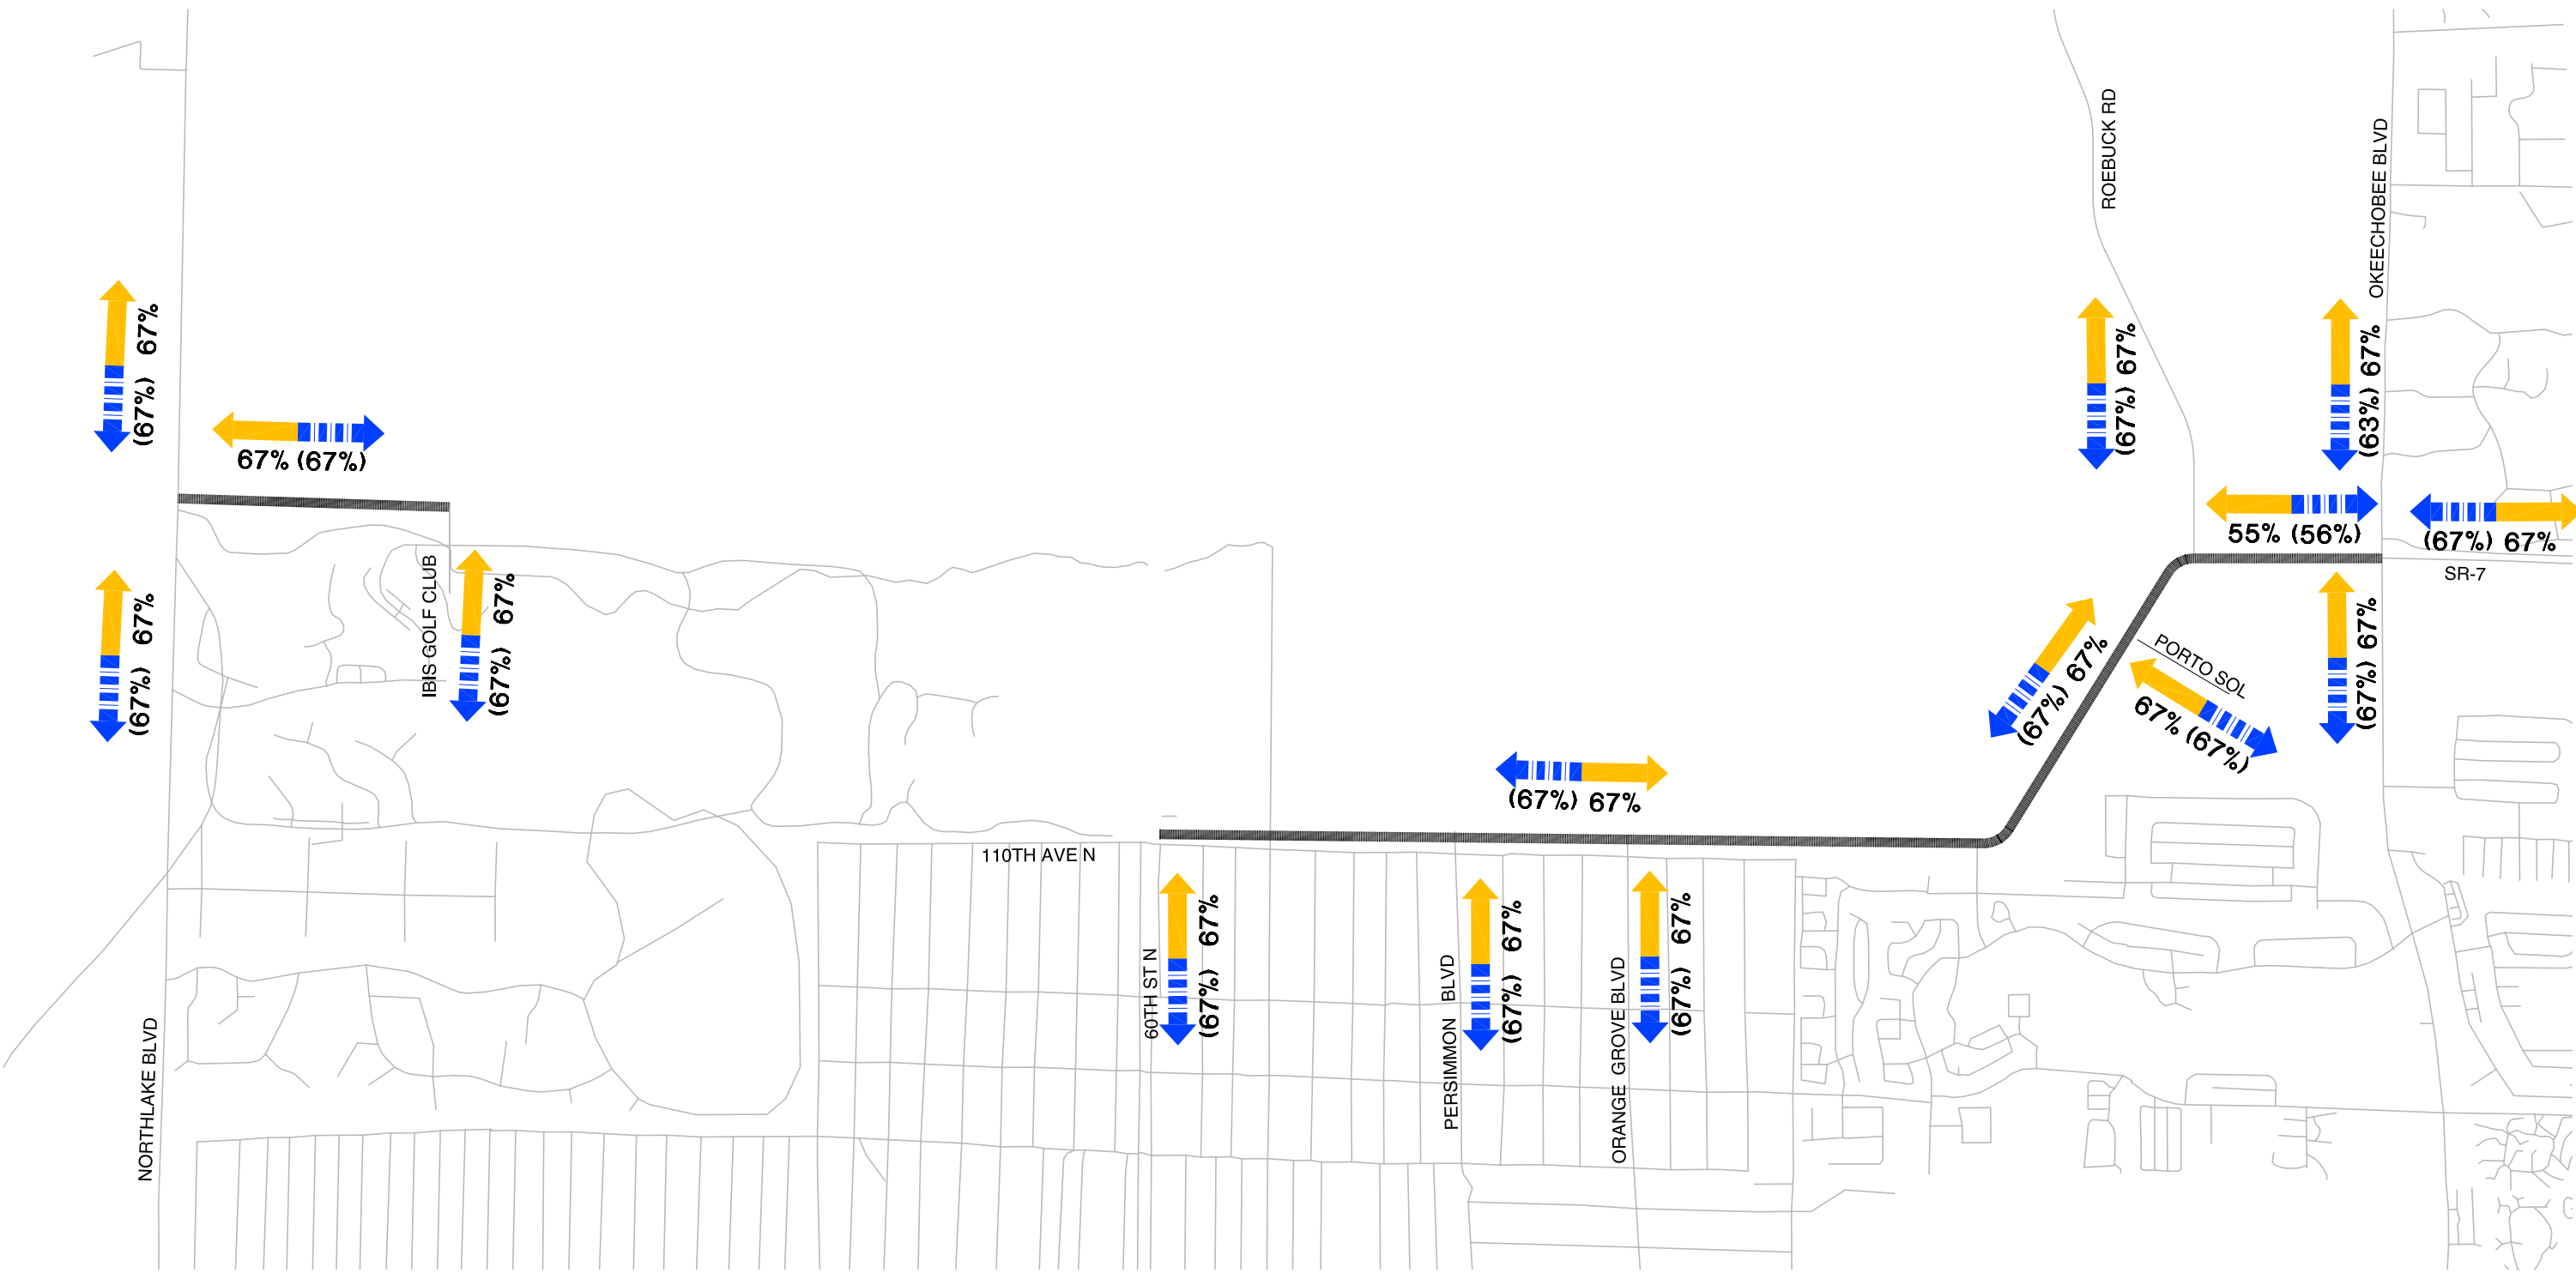 ROEBUCK RD
OKEECHOBEE BLVD
67%
(67%)
67% (67%)
67%
(67%)
67%
(63%)
55% (56%)
(67%) 67%
SR-7
IBIS GOLF CLUB
67%
(67%)
67%
(67%)
67%
(67%)
PORTO SOL
67% (67%)
67%
(67%)
(67%) 67%
110TH AVE N
60TH ST N
67%
(67%)
PERSIMMON BLVD
67%
(67%)
ORANGE GROVE BLVD
67%
(67%)
NORTHLAKE BLVD